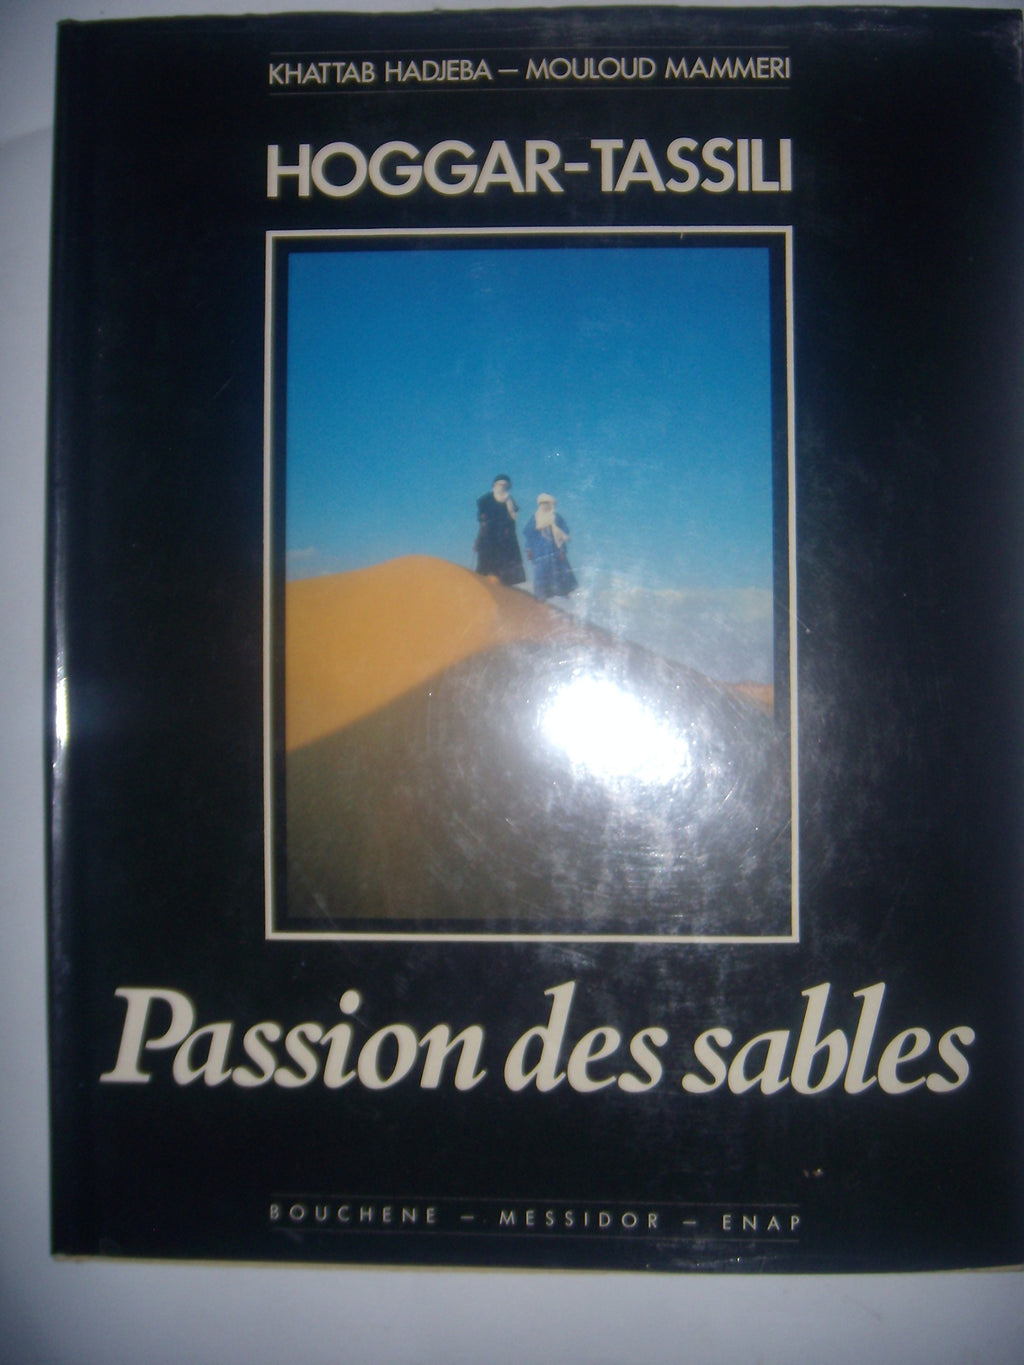 KHATTAB HADJEBA – MOULOUD MAMMERI
HOGGAR-TASSILI
Passion des sables
BOUCHENE – MESSIDOR – ENAP